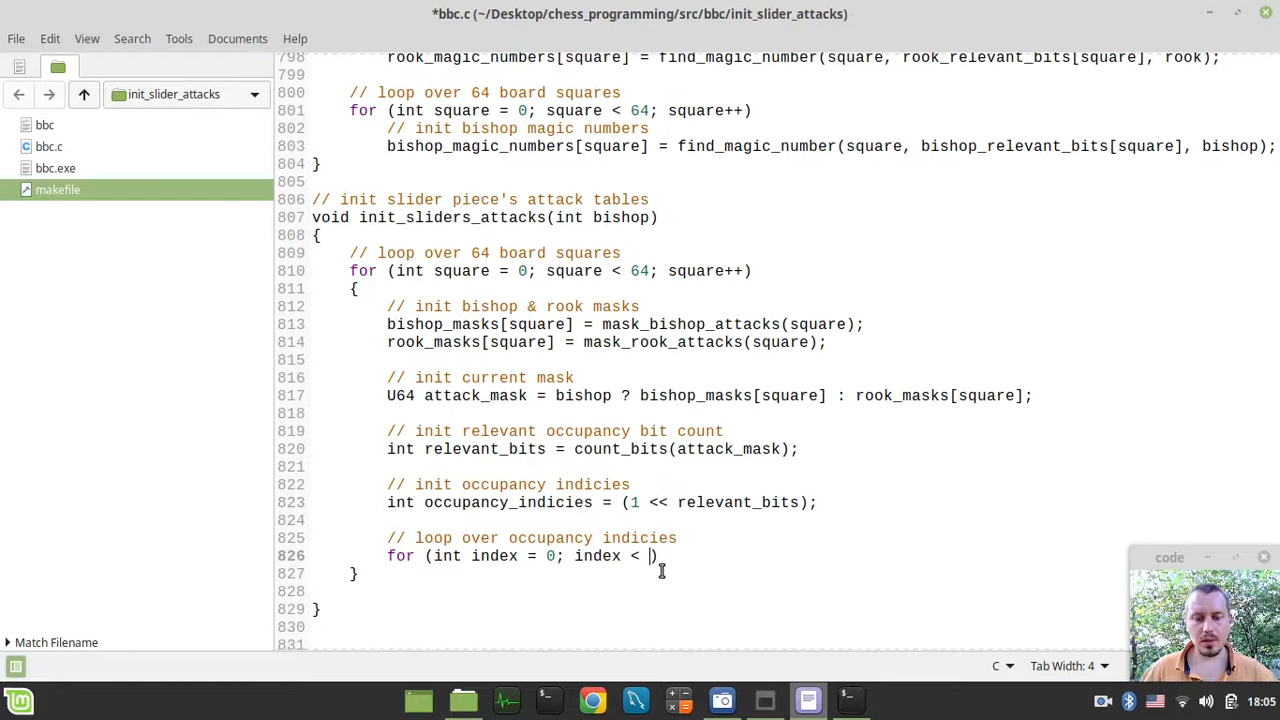 *bbc.c (~/Desktop/chess_programming/src/bbc/init_slider_attacks)
File Edit View Search Tools Documents Help
init_slider_attacks
bbc
bbc.c
bbc.exe
makefile
Match Filename
798 rook_magic_numbers[square] = find_magic_number(square, rook_relevant_bits[square], rook);
799
800 // loop over 64 board squares
801 for (int square = 0; square < 64; square++)
802 // init bishop magic numbers
803 bishop_magic_numbers[square] = find_magic_number(square, bishop_relevant_bits[square], bishop);
804 }
805
806 // init slider piece's attack tables
807 void init_sliders_attacks(int bishop)
808 {
809 // loop over 64 board squares
810 for (int square = 0; square < 64; square++)
811 {
812 // init bishop & rook masks
813 bishop_masks[square] = mask_bishop_attacks(square);
814 rook_masks[square] = mask_rook_attacks(square);
815
816 // init current mask
817 U64 attack_mask = bishop ? bishop_masks[square] : rook_masks[square];
818
819 // init relevant occupancy bit count
820 int relevant_bits = count_bits(attack_mask);
821
822 // init occupancy indicies
823 int occupancy_indicies = (1 << relevant_bits);
824
825 // loop over occupancy indicies
826 for (int index = 0; index < )
827 }
828
829 }
830
831
code
C Tab Width: 4
18:05